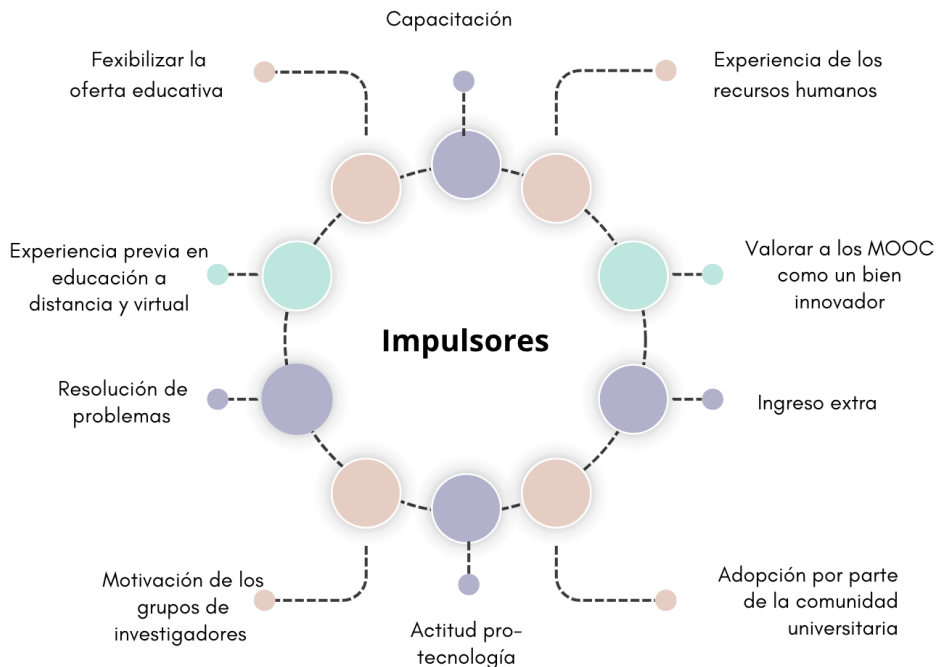 Capacitación
Fexibilizar la
oferta educativa
Experiencia de los
recursos humanos
Experiencia previa en
educación a
distancia y virtual
Valorar a los MOOC
como un bien
innovador
Impulsores
Resolución de
problemas
Ingreso extra
Motivación de los
grupos de
investigadores
Actitud pro-
tecnología
Adopción por parte
de la comunidad
universitaria